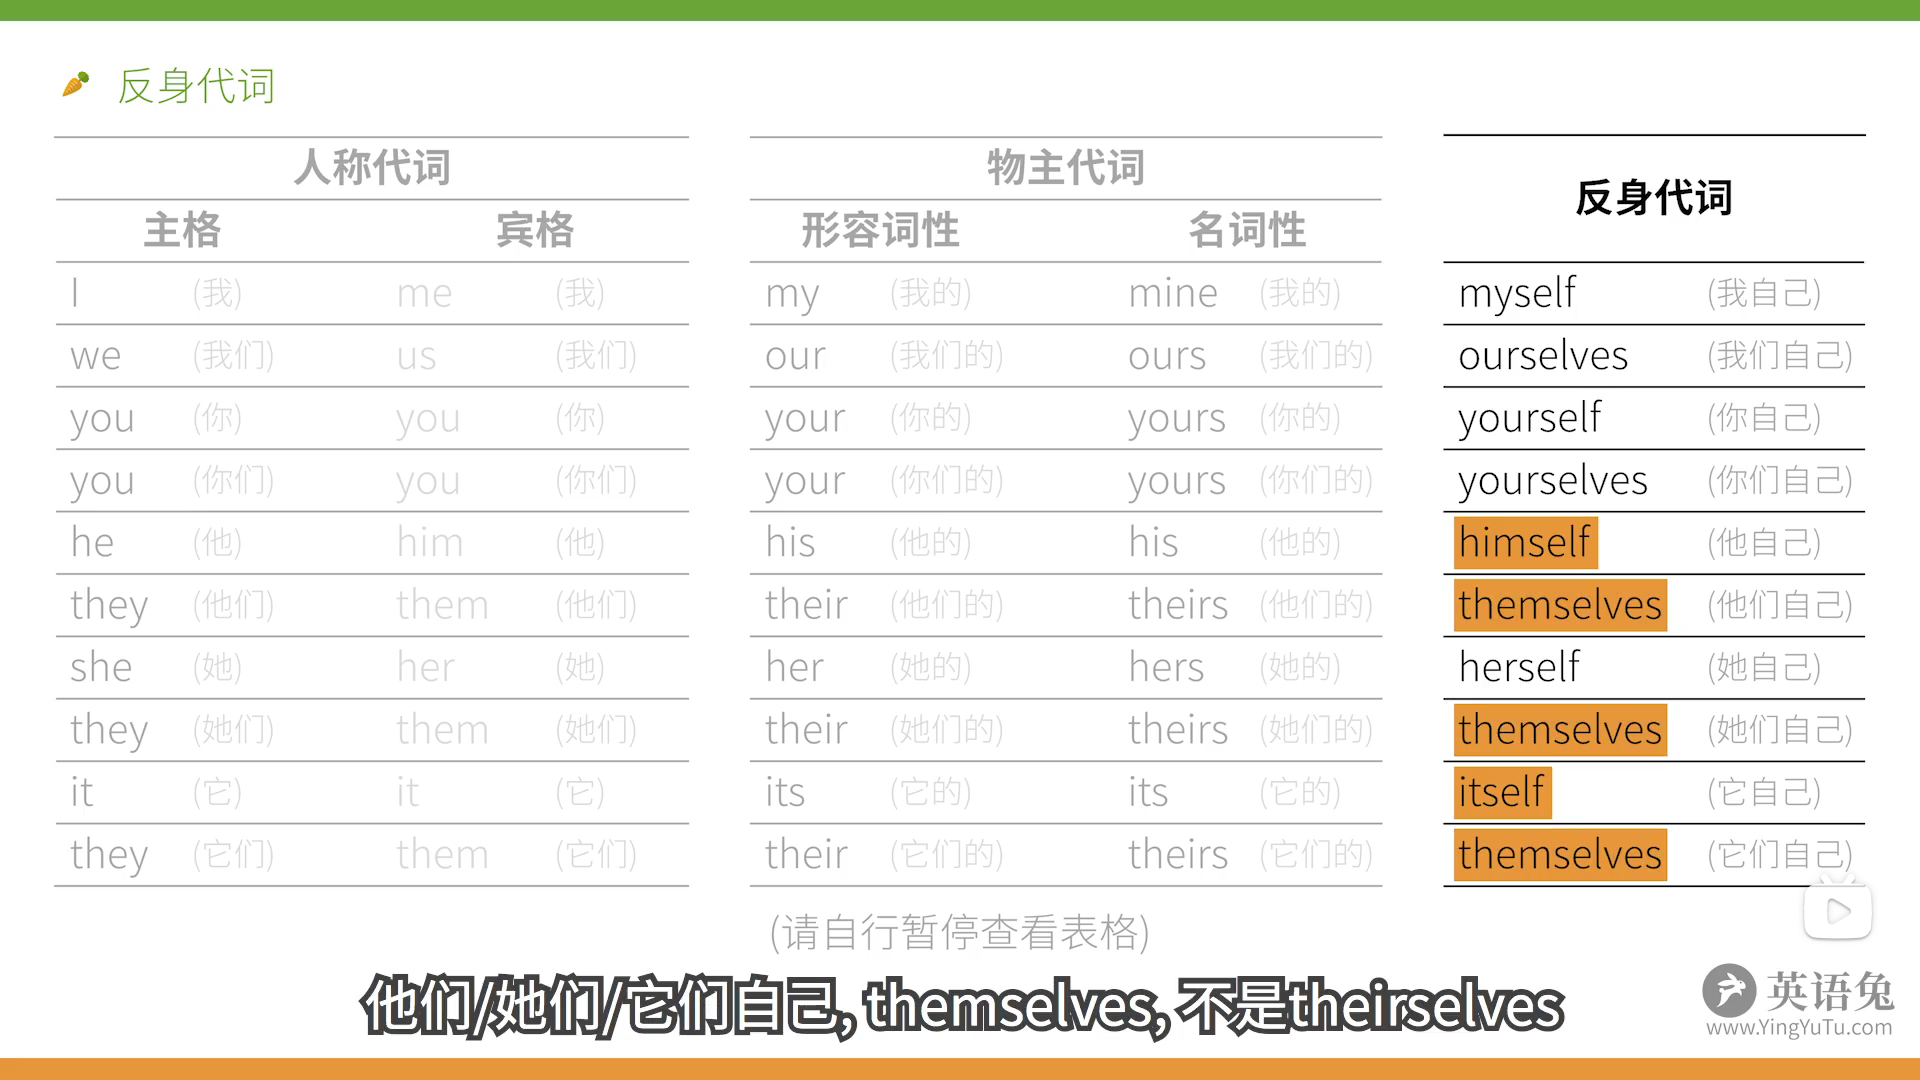 反身代词
人称代词 物主代词 反身代词
主格 宾格 形容词性 名词性
I (我) me (我) my (我的) mine (我的) myself (我自己)
we (我们) us (我们) our (我们的) ours (我们的) ourselves (我们自己)
you (你) you (你) your (你的) yours (你的) yourself (你自己)
you (你们) you (你们) your (你们的) yours (你们的) yourselves (你们自己)
he (他) him (他) his (他的) his (他的) himself (他自己)
they (他们) them (他们) their (他们的) theirs (他们的) themselves (他们自己)
she (她) her (她) her (她的) hers (她的) herself (她自己)
they (她们) them (她们) their (她们的) theirs (她们的) themselves (她们自己)
it (它) it (它) its (它的) its (它的) itself (它自己)
they (它们) them (它们) their (它们的) theirs (它们的) themselves (它们自己)
(请自行暂停查看表格)
他们/她们/它们自己, themselves, 不是theirselves
英语兔
www.YingYuTu.com